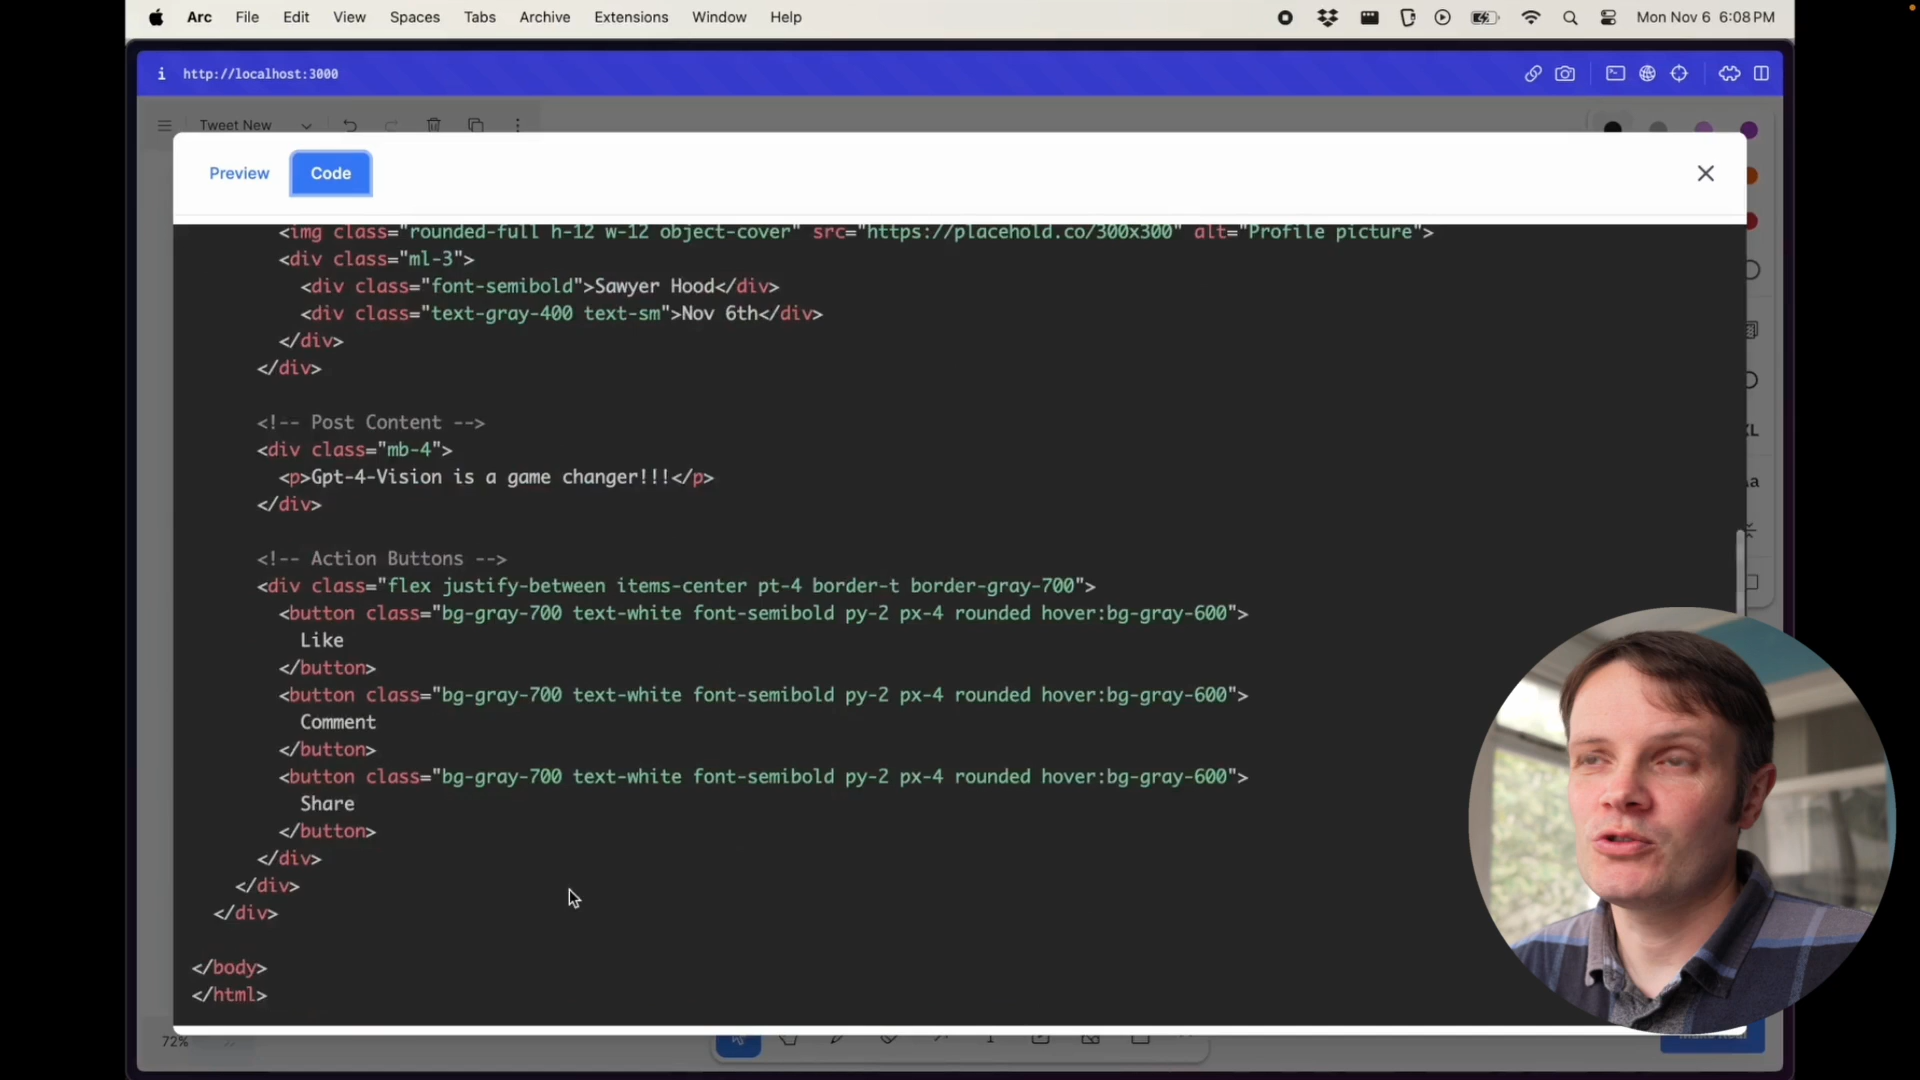 Arc File Edit View Spaces Tabs Archive Extensions Window Help Mon Nov 6 6:08 PM
i http://localhost:3000
Tweet New
Preview Code
<img class="rounded-full h-12 w-12 object-cover" src="https://placehold.co/300x300" alt="Profile picture">
<div class="ml-3">
<div class="font-semibold">Sawyer Hood</div>
<div class="text-gray-400 text-sm">Nov 6th</div>
</div>
</div>
<!-- Post Content -->
<div class="mb-4">
<p>Gpt-4-Vision is a game changer!!!</p>
</div>
<!-- Action Buttons -->
<div class="flex justify-between items-center pt-4 border-t border-gray-700">
<button class="bg-gray-700 text-white font-semibold py-2 px-4 rounded hover:bg-gray-600">
Like
</button>
<button class="bg-gray-700 text-white font-semibold py-2 px-4 rounded hover:bg-gray-600">
Comment
</button>
<button class="bg-gray-700 text-white font-semibold py-2 px-4 rounded hover:bg-gray-600">
Share
</button>
</div>
</div>
</div>
</body>
</html>
72%